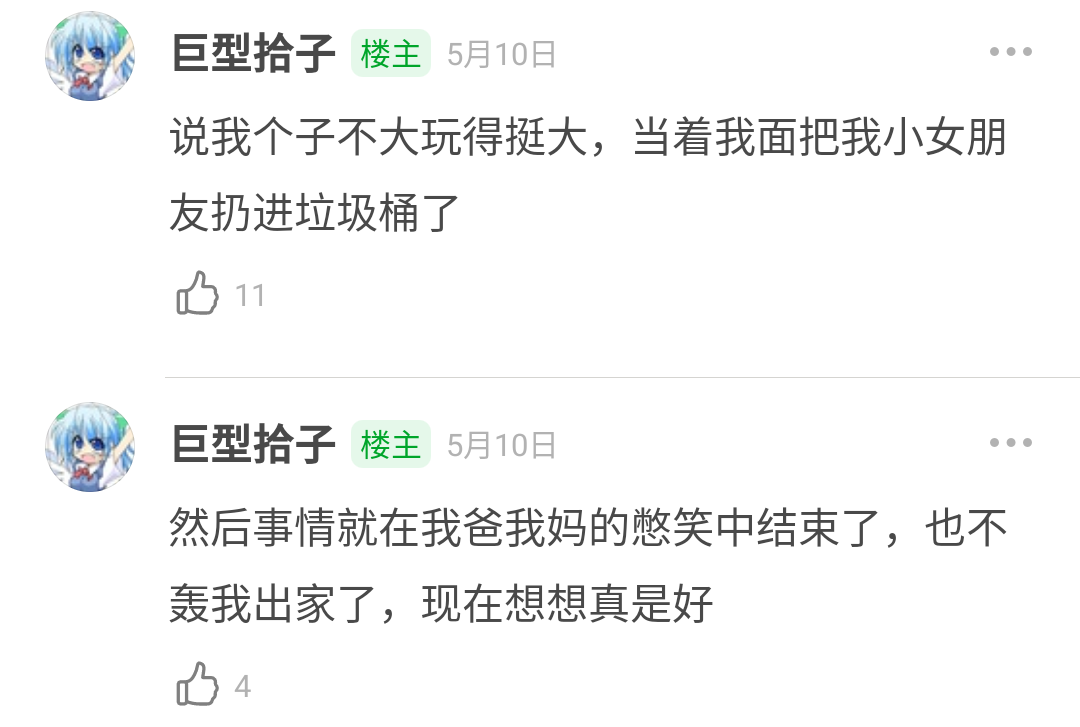 巨型拾子 楼主 5月10日
说我个子不大玩得挺大，当着我面把我小女朋
友扔进垃圾桶了
11
巨型拾子 楼主 5月10日
然后事情就在我爸我妈的憋笑中结束了，也不
轰我出家了，现在想想真是好
4